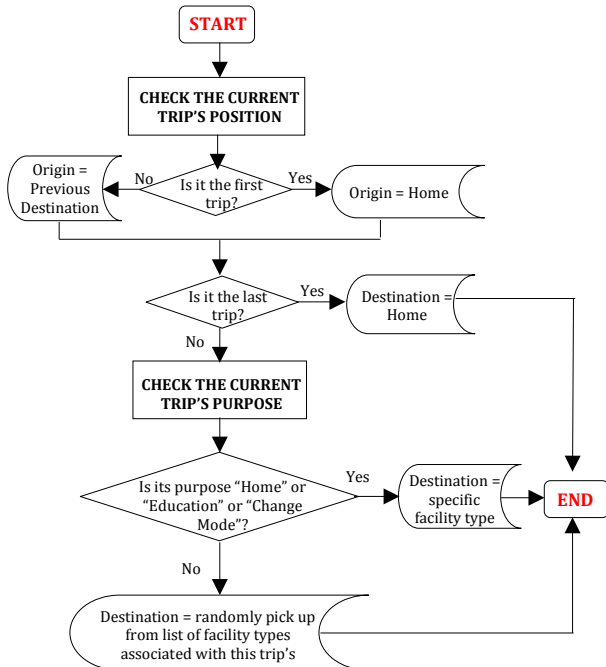 START
CHECK THE CURRENT
TRIP'S POSITION
No
Yes
Origin =
Previous
Destination
Is it the first
trip?
Origin = Home
Is it the last
trip?
Yes
Destination =
Home
No
CHECK THE CURRENT
TRIP'S PURPOSE
Is its purpose “Home” or
“Education” or “Change
Mode”?
Yes
Destination =
specific
facility type
END
No
Destination = randomly pick up
from list of facility types
associated with this trip's